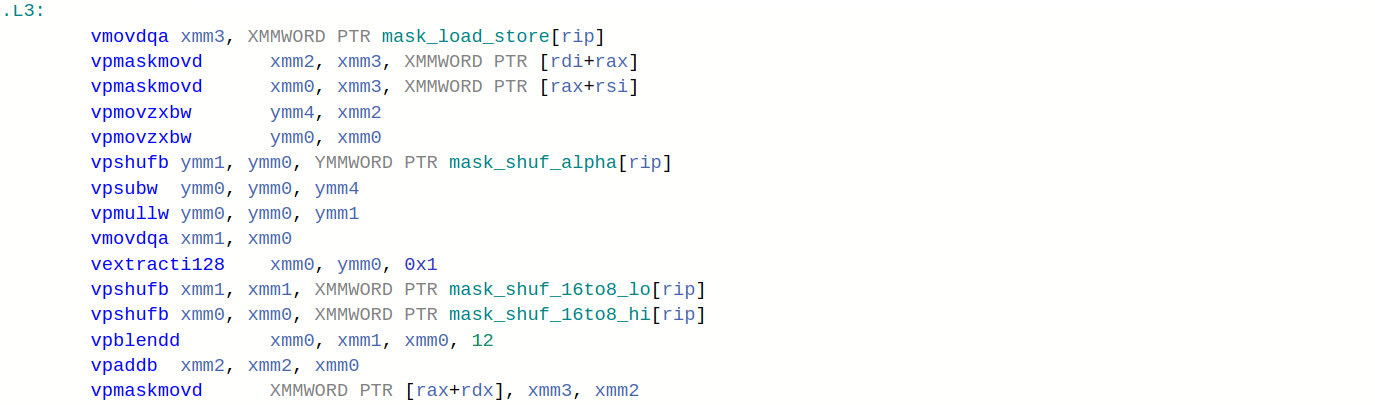 .L3:
vmovdqa xmm3, XMMWORD PTR mask_load_store[rip]
vpmaskmovd xmm2, xmm3, XMMWORD PTR [rdi+rax]
vpmaskmovd xmm0, xmm3, XMMWORD PTR [rax+rsi]
vpmovzxbw ymm4, xmm2
vpmovzxbw ymm0, xmm0
vpshufb ymm1, ymm0, YMMWORD PTR mask_shuf_alpha[rip]
vpsubw ymm0, ymm0, ymm4
vpmullw ymm0, ymm0, ymm1
vmovdqa xmm1, xmm0
vextracti128 xmm0, ymm0, 0x1
vpshufb xmm1, xmm1, XMMWORD PTR mask_shuf_16to8_lo[rip]
vpshufb xmm0, xmm0, XMMWORD PTR mask_shuf_16to8_hi[rip]
vpblendd xmm0, xmm1, xmm0, 12
vpaddb xmm2, xmm2, xmm0
vpmaskmovd XMMWORD PTR [rax+rdx], xmm3, xmm2